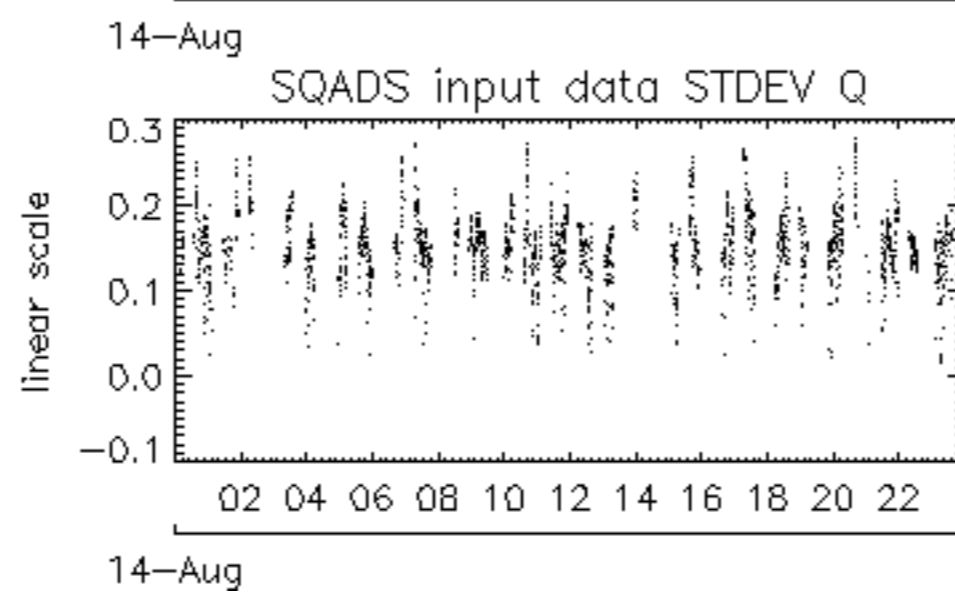 14-Aug
SQADS input data STDEV Q
linear scale
0.3
0.2
0.1
0.0
-0.1
02 04 06 08 10 12 14 16 18 20 22
14-Aug